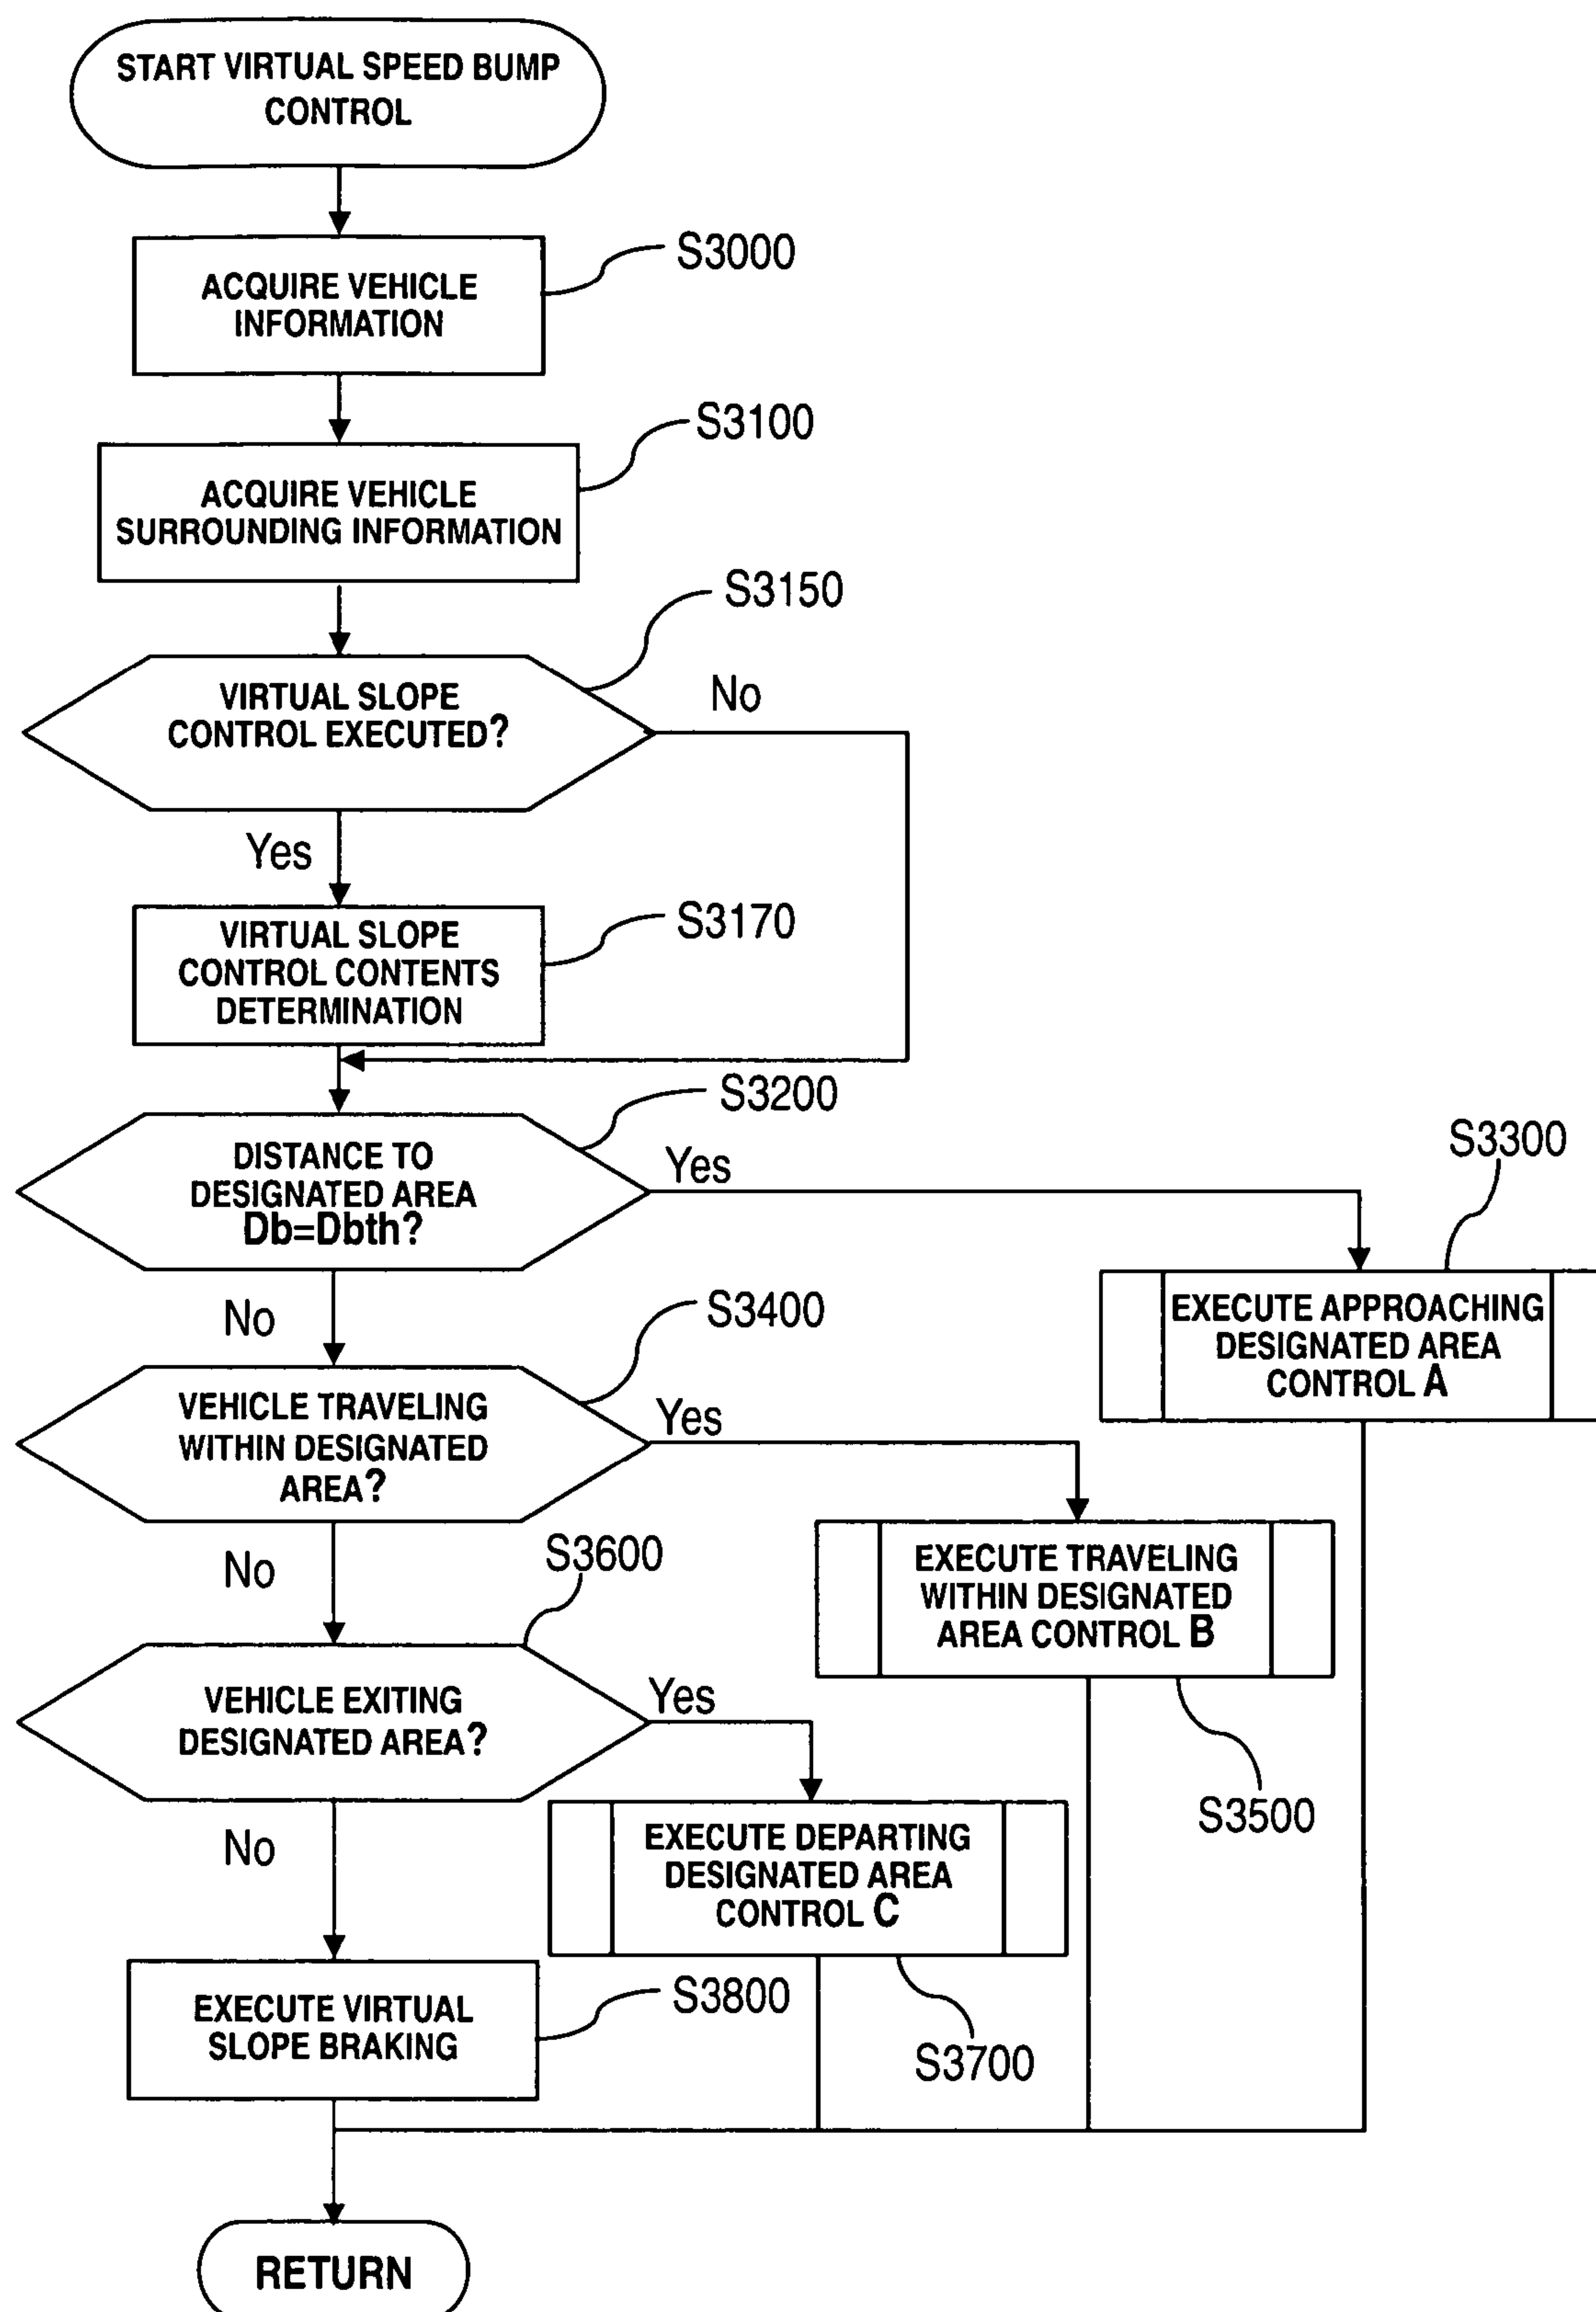 START VIRTUAL SPEED BUMP
CONTROL
S3000
ACQUIRE VEHICLE
INFORMATION
S3100
ACQUIRE VEHICLE
SURROUNDING INFORMATION
S3150
VIRTUAL SLOPE
CONTROL EXECUTED?
No
Yes
S3170
VIRTUAL SLOPE
CONTROL CONTENTS
DETERMINATION
S3200
DISTANCE TO
DESIGNATED AREA
Db=Dbth?
Yes
S3300
EXECUTE APPROACHING
DESIGNATED AREA
CONTROL A
No
S3400
VEHICLE TRAVELING
WITHIN DESIGNATED
AREA?
Yes
EXECUTE TRAVELING
WITHIN DESIGNATED
AREA CONTROL B
S3500
No
S3600
VEHICLE EXITING
DESIGNATED AREA?
Yes
EXECUTE DEPARTING
DESIGNATED AREA
CONTROL C
S3700
No
EXECUTE VIRTUAL
SLOPE BRAKING
S3800
RETURN